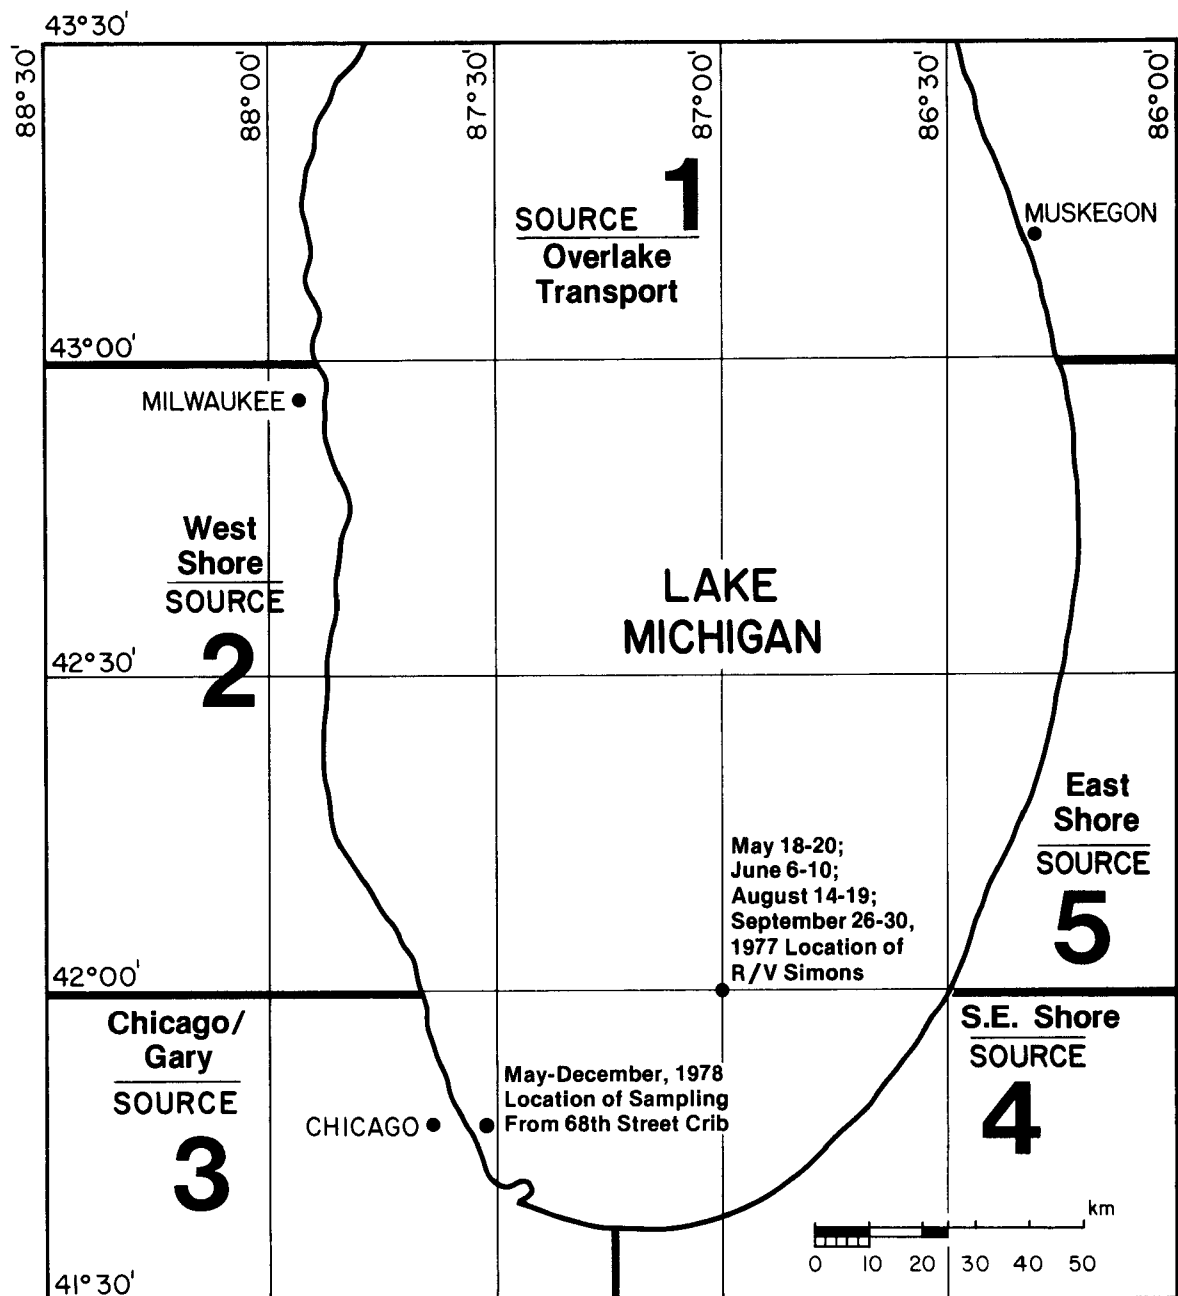 43°30'
88°30'
88°00'
87°30'
87°00'
86°30'
86°00'
1
SOURCE
Overlake
Transport
MUSKEGON
43°00'
MILWAUKEE
West
Shore
SOURCE
2
LAKE
MICHIGAN
42°30'
East
Shore
SOURCE
5
May 18-20;
June 6-10;
August 14-19;
September 26-30,
1977 Location of
R/V Simons
42°00'
Chicago/
Gary
SOURCE
3
S.E. Shore
SOURCE
4
May-December, 1978
Location of Sampling
From 68th Street Crib
CHICAGO
km
0 10 20 30 40 50
41°30'